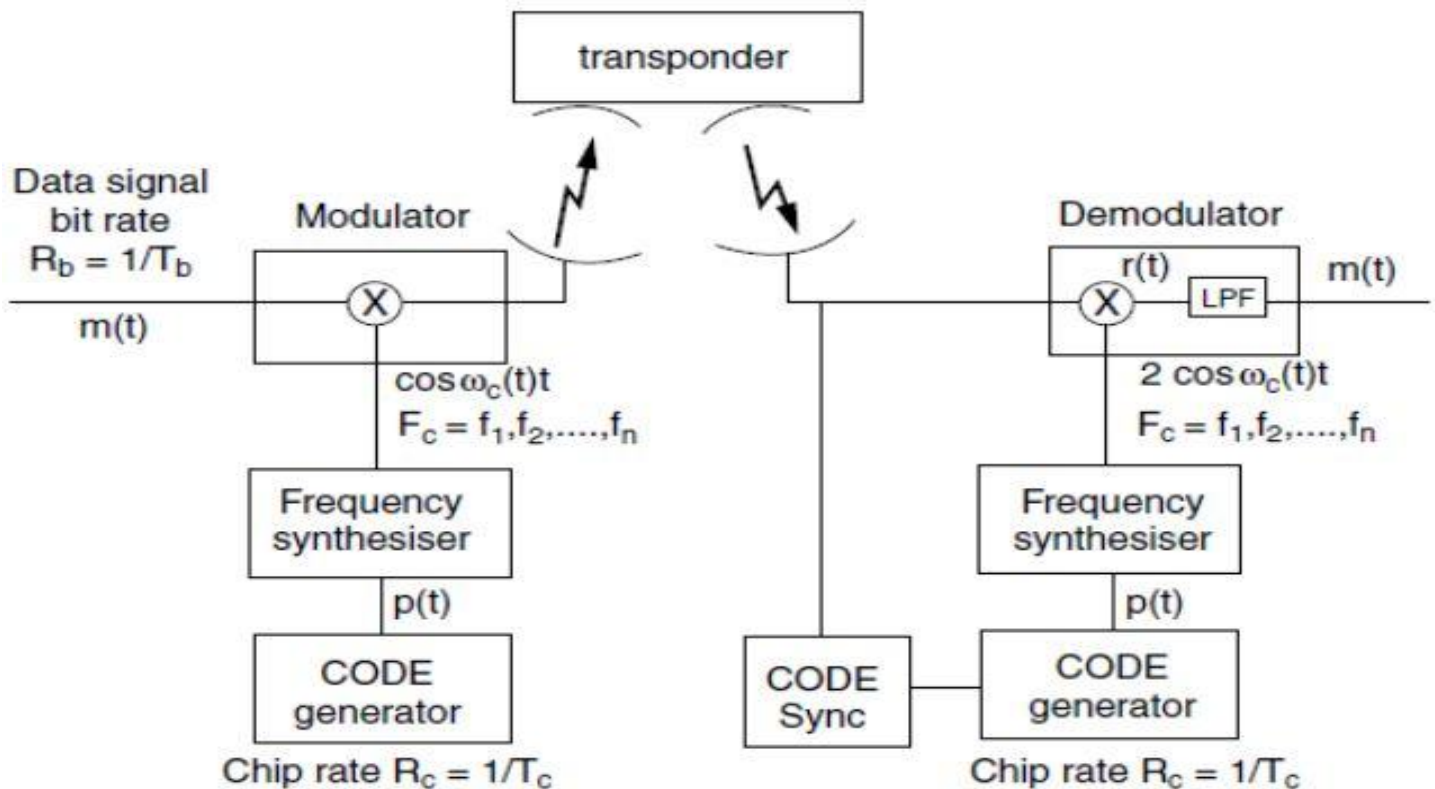 transponder
Data signal
bit rate
R_b = 1/T_b
m(t)
Modulator
X
cos ω_c(t)t
F_c = f_1,f_2,....,f_n
Frequency
synthesiser
p(t)
CODE
generator
Chip rate R_c = 1/T_c
Demodulator
r(t)
X
LPF
m(t)
2 cos ω_c(t)t
F_c = f_1,f_2,....,f_n
Frequency
synthesiser
p(t)
CODE
Sync
CODE
generator
Chip rate R_c = 1/T_c